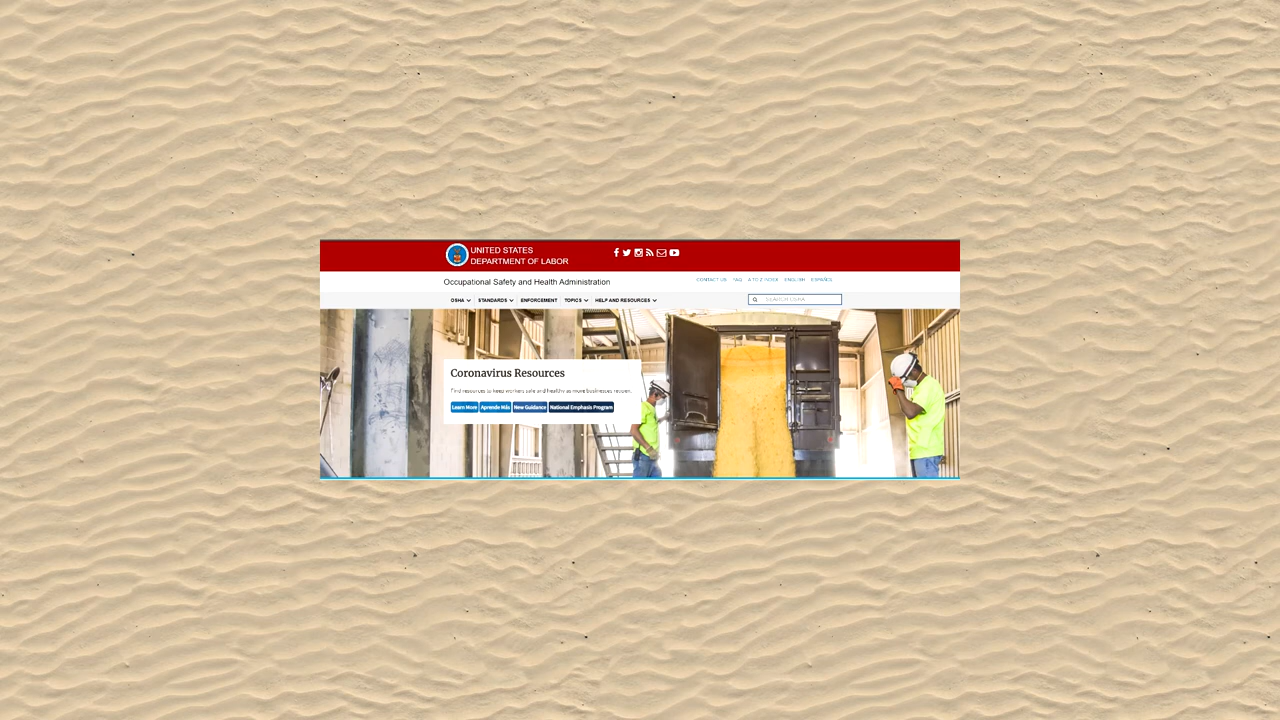 UNITED STATES
DEPARTMENT OF LABOR
Occupational Safety and Health Administration
CONTACT US FAQ A TO Z INDEX ENGLISH ESPAÑOL
OSHA STANDARDS ENFORCEMENT TOPICS HELP AND RESOURCES
SEARCH OSHA
Coronavirus Resources
Find resources to keep workers safe and healthy as more businesses reopen.
Learn More Aprende Más New Guidance National Emphasis Program